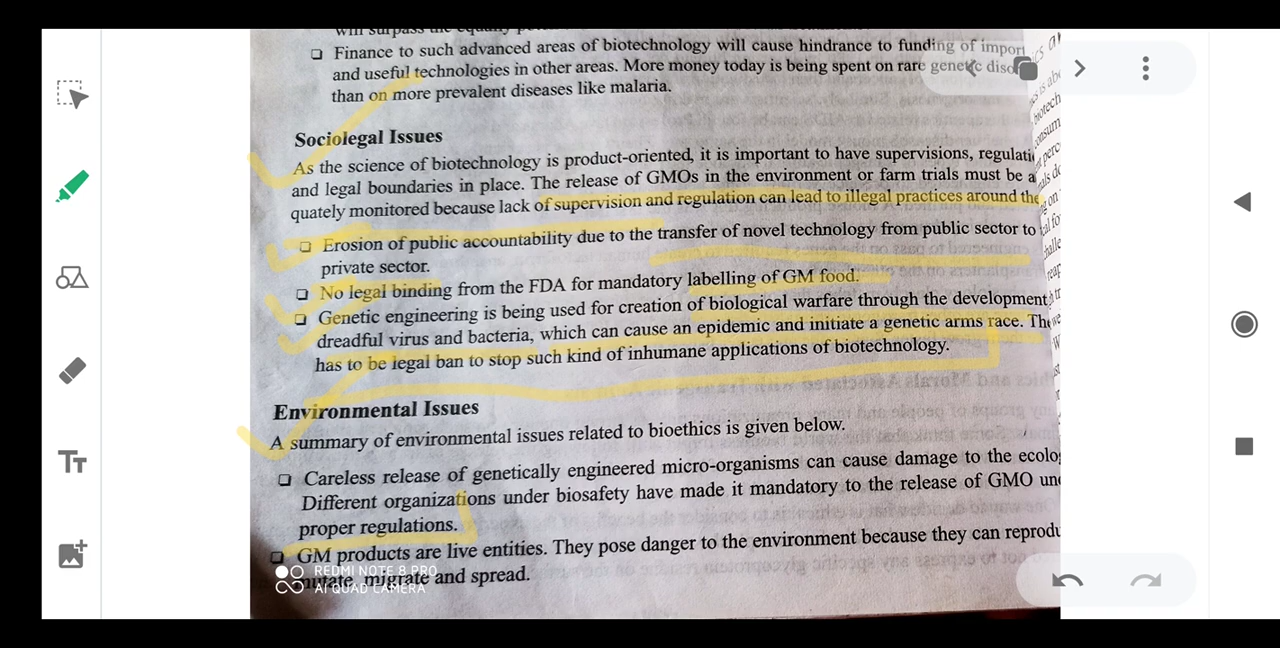 will surpass the
❑ Finance to such advanced areas of biotechnology will cause hindrance to funding of
and useful technologies in other areas. More money today is being spent on rare
than on more prevalent diseases like malaria.
Sociolegal Issues
As the science of biotechnology is product-oriented, it is important to have supervisions,
and legal boundaries in place. The release of GMOs in the environment or farm trials must be
quately monitored because lack of supervision and regulation can lead to illegal practices around the
❑ Erosion of public accountability due to the transfer of novel technology from public sector to
private sector.
❑ No legal binding from the FDA for mandatory labelling of GM food.
❑ Genetic engineering is being used for creation of biological warfare through the development
dreadful virus and bacteria, which can cause an epidemic and initiate a genetic arms race.
has to be legal ban to stop such kind of inhumane applications of biotechnology.
Environmental Issues
A summary of environmental issues related to bioethics is given below.
❑ Careless release of genetically engineered micro-organisms can cause damage to the
Different organizations under biosafety have made it mandatory to the release of GMO
proper regulations.
❑ GM products are live entities. They pose danger to the environment because they can
mutate, migrate and spread.
REDMI NOTE 8 PRO
AI QUAD CAMERA
Tт